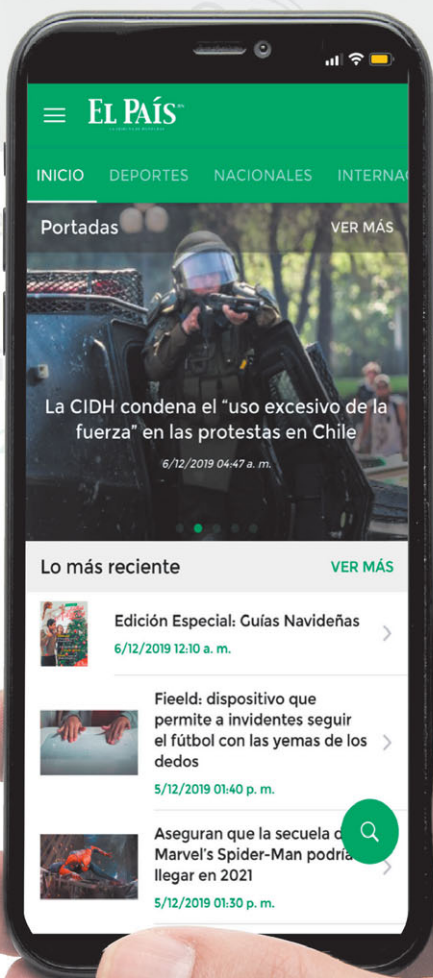 EL PAÍS
INICIO DEPORTES NACIONALES INTERNA
Portadas VER MÁS
La CIDH condena el “uso excesivo de la
fuerza” en las protestas en Chile
6/12/2019 04:47 a. m.
Lo más reciente VER MÁS
Edición Especial: Guías Navideñas
6/12/2019 12:10 a. m.
Fieeld: dispositivo que
permite a invidentes seguir
el fútbol con las yemas de los
dedos
5/12/2019 01:40 p. m.
Aseguran que la secuela d
Marvel's Spider-Man podría
llegar en 2021
5/12/2019 01:30 p. m.